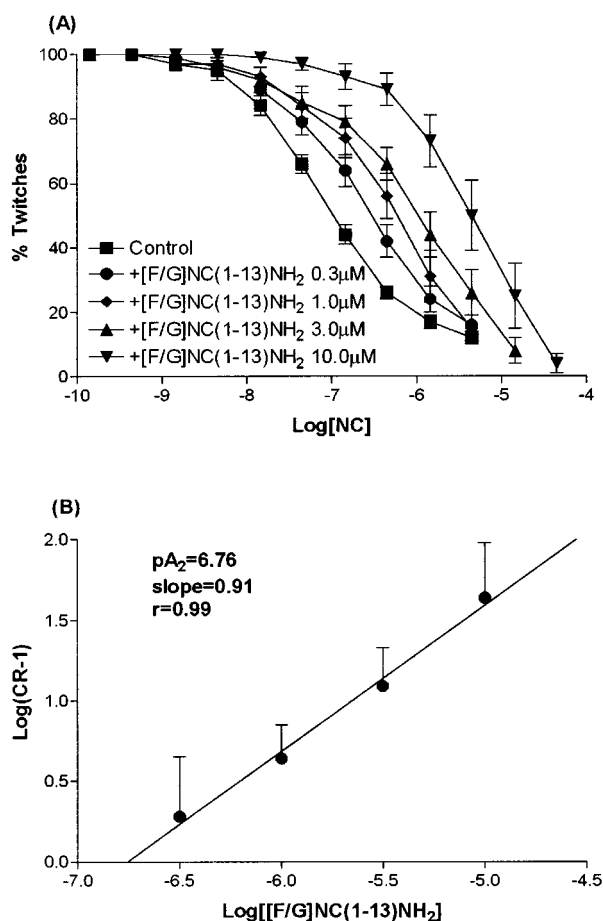 (A)
100
80
60
40
20
0
% Twitches
Control
+[F/G]NC(1-13)NH2 0.3µM
+[F/G]NC(1-13)NH2 1.0µM
+[F/G]NC(1-13)NH2 3.0µM
+[F/G]NC(1-13)NH2 10.0µM
-10 -9 -8 -7 -6 -5 -4
Log[NC]
(B)
2.0
1.5
1.0
0.5
0.0
Log(CR-1)
pA2=6.76
slope=0.91
r=0.99
-7.0 -6.5 -6.0 -5.5 -5.0 -4.5
Log[[F/G]NC(1-13)NH2]